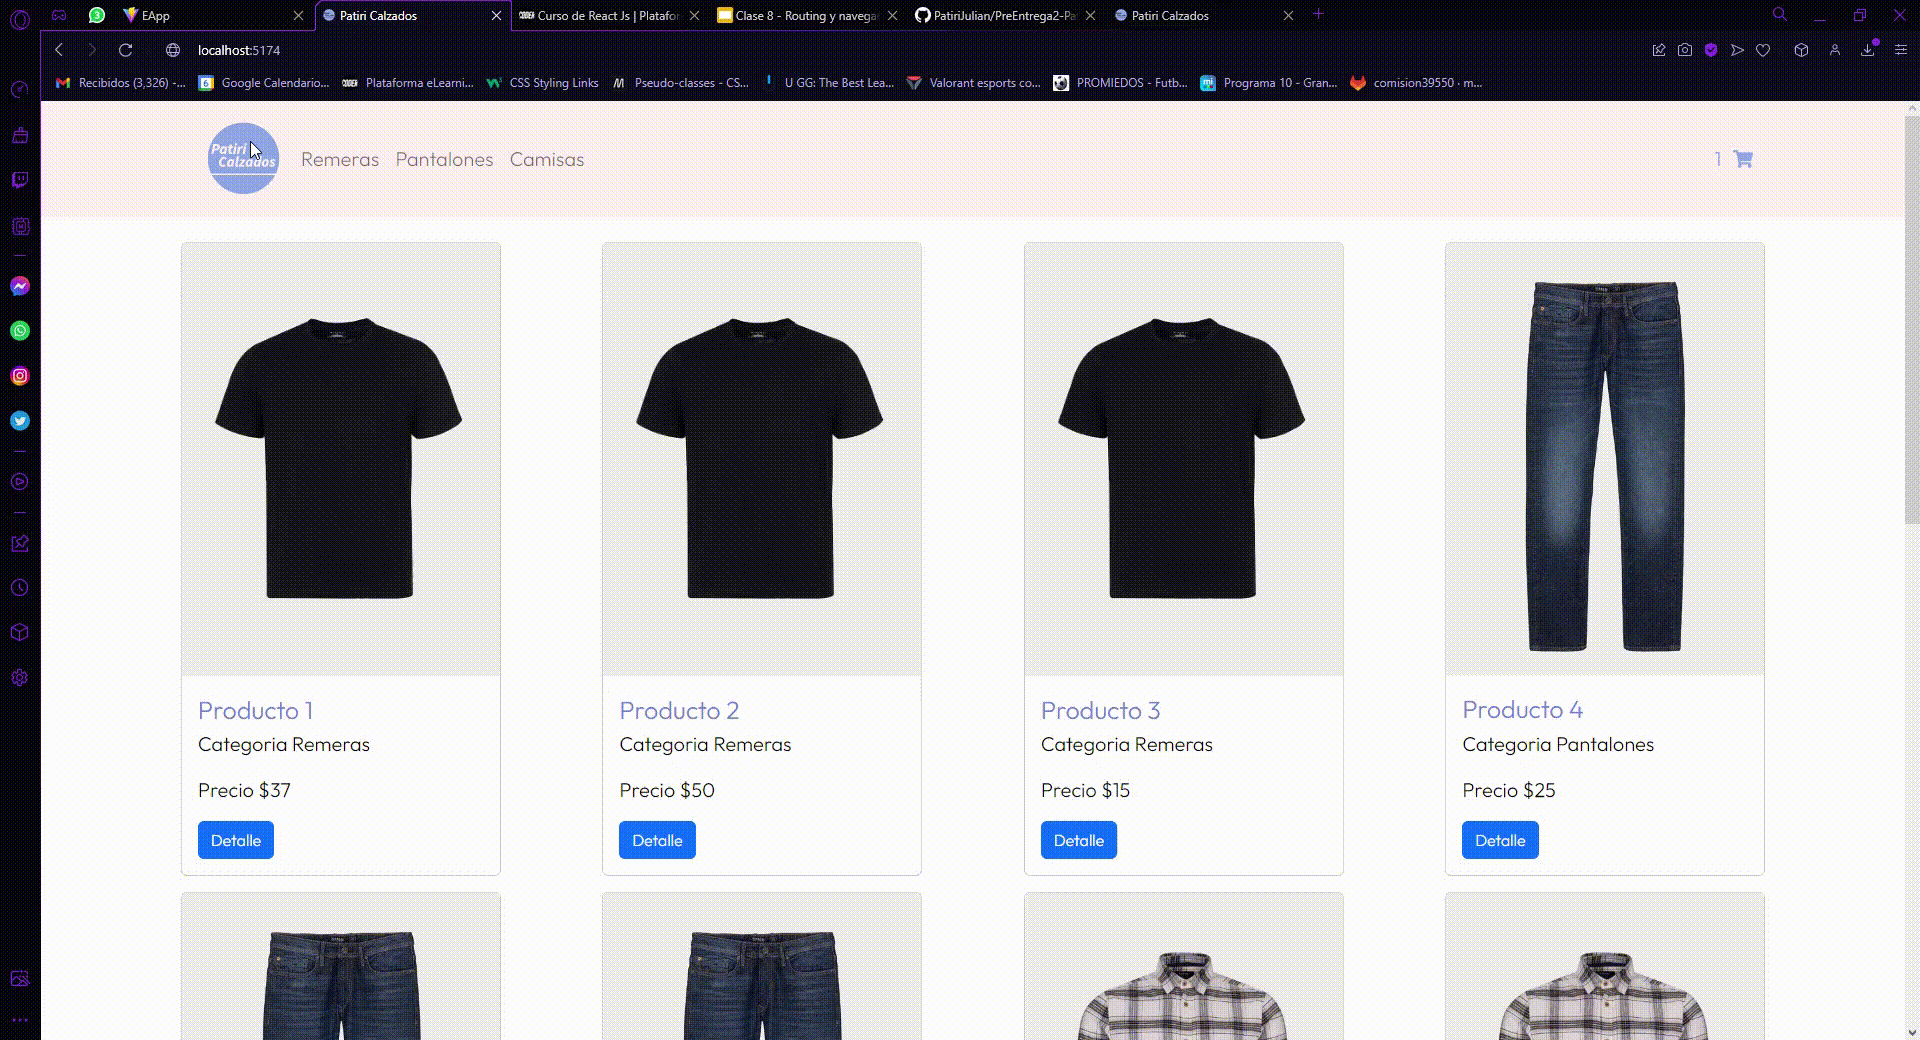 EApp
Patiri Calzados
Curso de React Js | Platafor
Clase 8 - Routing y navega
PatiriJulian/PreEntrega2-Pa
Patiri Calzados
localhost:5174
Recibidos (3,326) -...
Google Calendario...
Plataforma eLearni...
CSS Styling Links
Pseudo-classes - CS...
U GG: The Best Lea...
Valorant esports co...
PROMIEDOS - Futb...
Programa 10 - Gran...
comision39550 · m...
Patiri
Calzados
Remeras Pantalones Camisas
1
Producto 1
Categoria Remeras
Precio $37
Detalle
Producto 2
Categoria Remeras
Precio $50
Detalle
Producto 3
Categoria Remeras
Precio $15
Detalle
Producto 4
Categoria Pantalones
Precio $25
Detalle